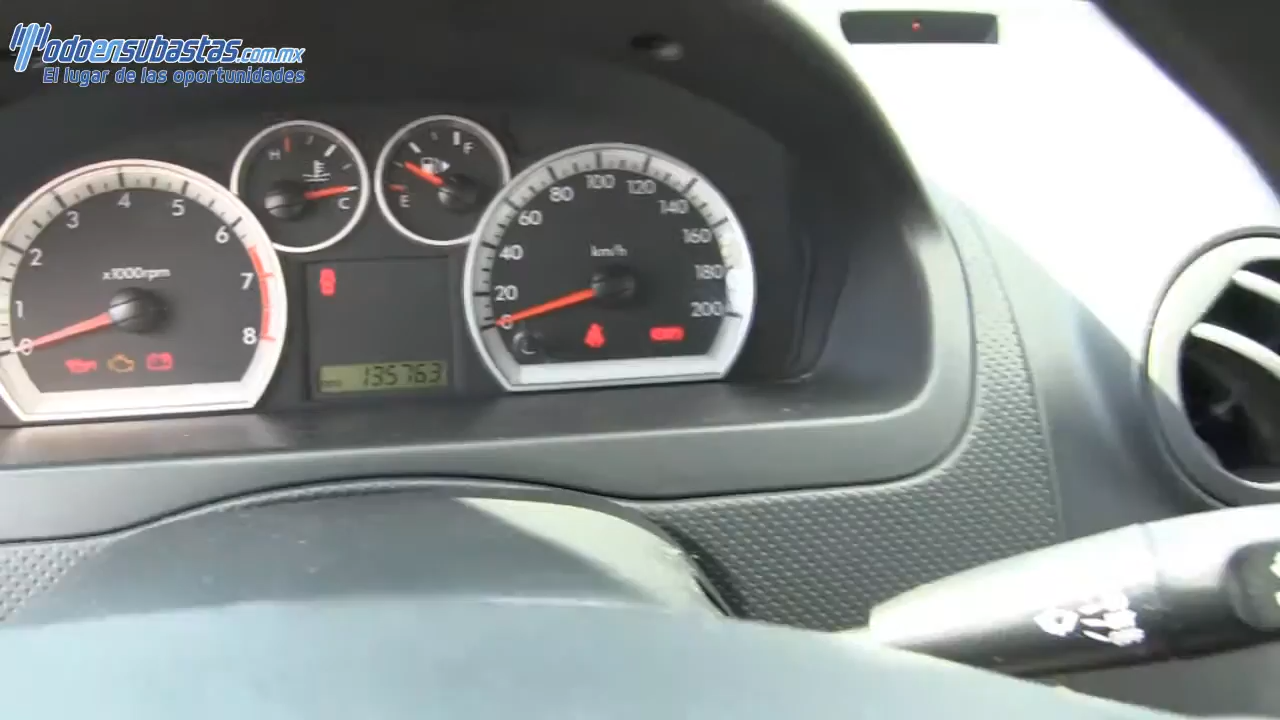 Todoensubastas.com.mx
El lugar de las oportunidades
0 1 2 3 4 5 6 7 8
x1000rpm
H C
E F
135763
0 20 40 60 80 100 120 140 160 180 200
km/h